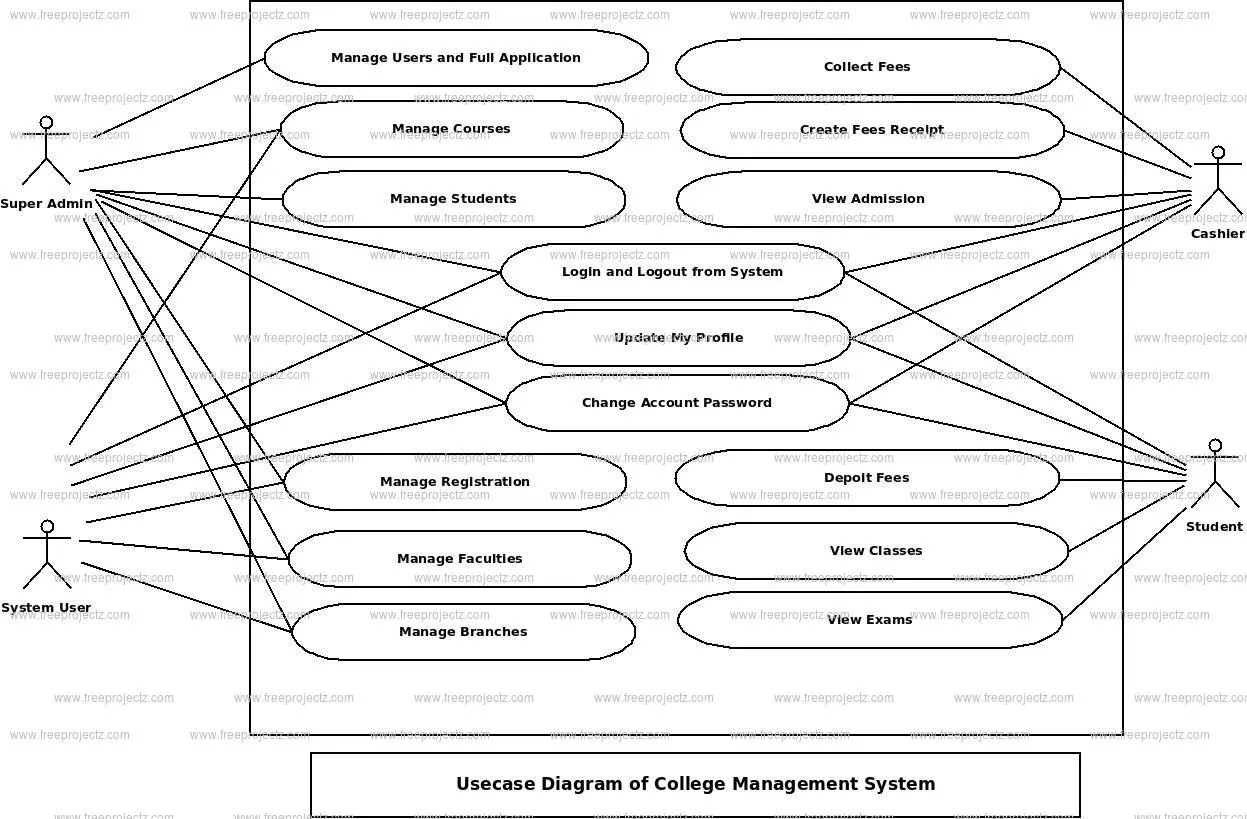 Manage Users and Full Application
Collect Fees
Manage Courses
Create Fees Receipt
Super Admin
Manage Students
View Admission
Cashier
Login and Logout from System
Update My Profile
Change Account Password
Manage Registration
Depoit Fees
Student
Manage Faculties
View Classes
System User
Manage Branches
View Exams
Usecase Diagram of College Management System
www.freeprojectz.com